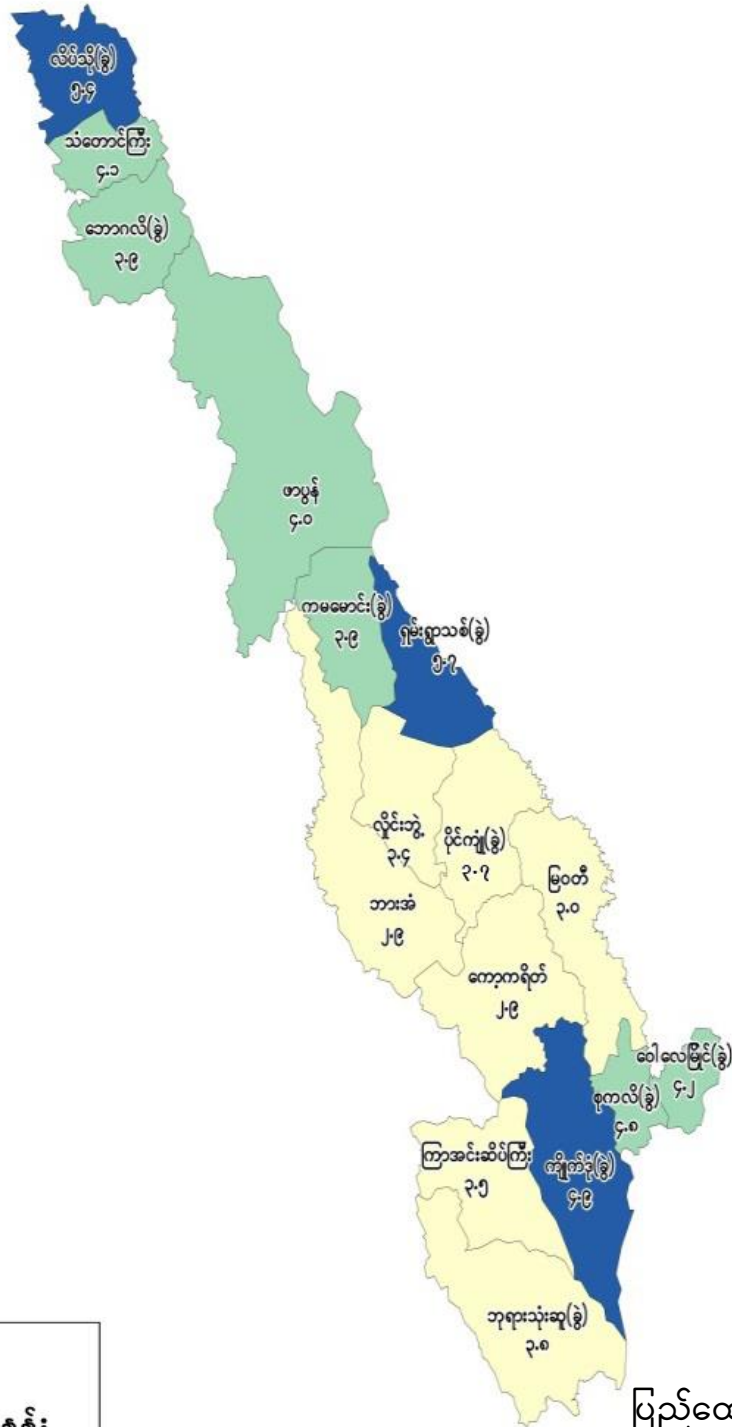 လိပ်သို(ခွဲ)
၅.၄
သံတောင်ကြီး
၄.၁
ဘောဂလိ(ခွဲ)
၃.၉
ဖာပွန်
၄.၀
ကမမောင်း(ခွဲ)
၃.၉
ရှမ်းရွာသစ်(ခွဲ)
၅.၇
လှိုင်းဘွဲ့
၃.၄
ပိုင်ကျုံ(ခွဲ)
၃.၇
မြဝတီ
၃.၀
ဘားအံ
၂.၉
ကော့ကရိတ်
၂.၉
ဝေါလေမြိုင်(ခွဲ)
၄.၂
စုကလိ(ခွဲ)
၄.၈
ကြာအင်းဆိပ်ကြီး
၃.၅
ကျိုက်ဒုံ(ခွဲ)
၄.၉
ဘုရားသုံးဆူ(ခွဲ)
၃.၈